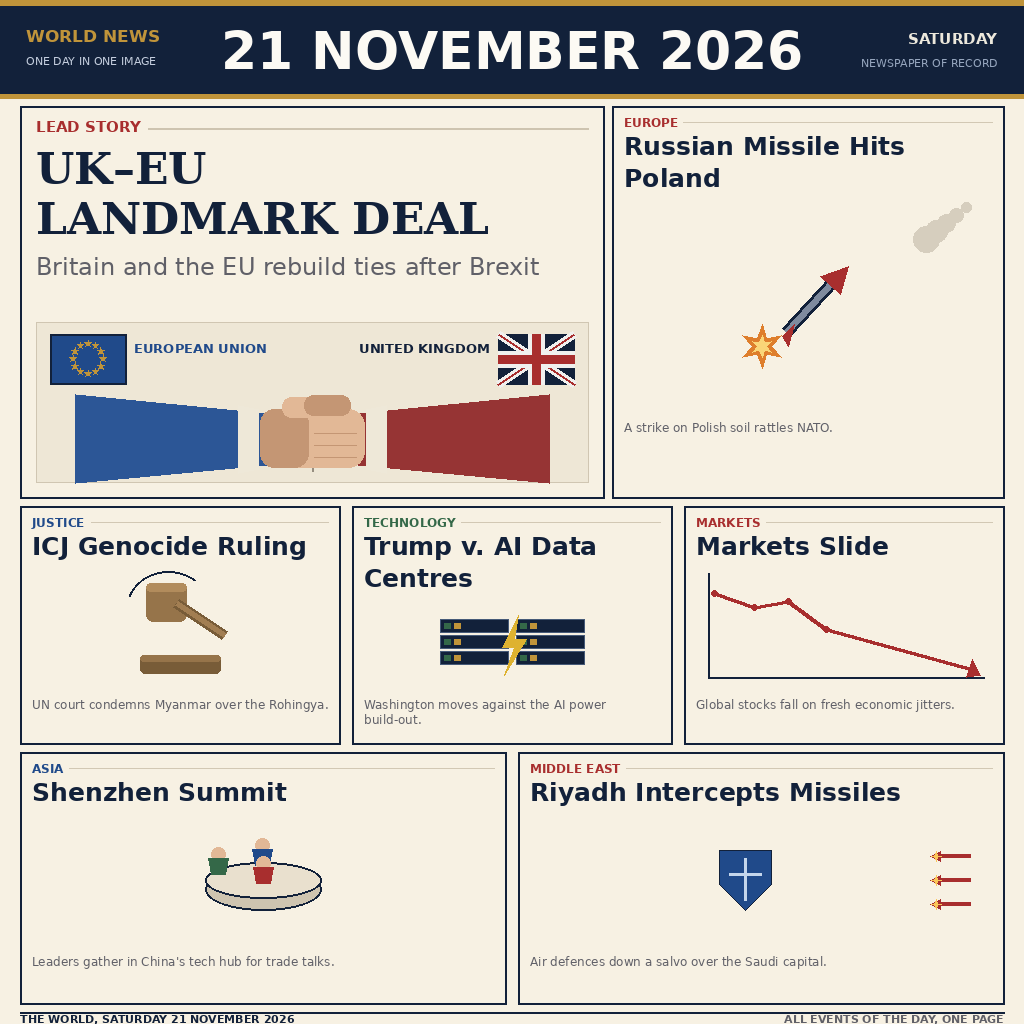 WORLD NEWS
ONE DAY IN ONE IMAGE
21 NOVEMBER 2026
SATURDAY
NEWSPAPER OF RECORD
LEAD STORY
UK–EU
LANDMARK DEAL
Britain and the EU rebuild ties after Brexit
EUROPEAN UNION
UNITED KINGDOM
EUROPE
Russian Missile Hits
Poland
A strike on Polish soil rattles NATO.
JUSTICE
ICJ Genocide Ruling
UN court condemns Myanmar over the Rohingya.
TECHNOLOGY
Trump v. AI Data
Centres
Washington moves against the AI power
build-out.
MARKETS
Markets Slide
Global stocks fall on fresh economic jitters.
ASIA
Shenzhen Summit
Leaders gather in China's tech hub for trade talks.
MIDDLE EAST
Riyadh Intercepts Missiles
Air defences down a salvo over the Saudi capital.
THE WORLD, SATURDAY 21 NOVEMBER 2026
ALL EVENTS OF THE DAY, ONE PAGE